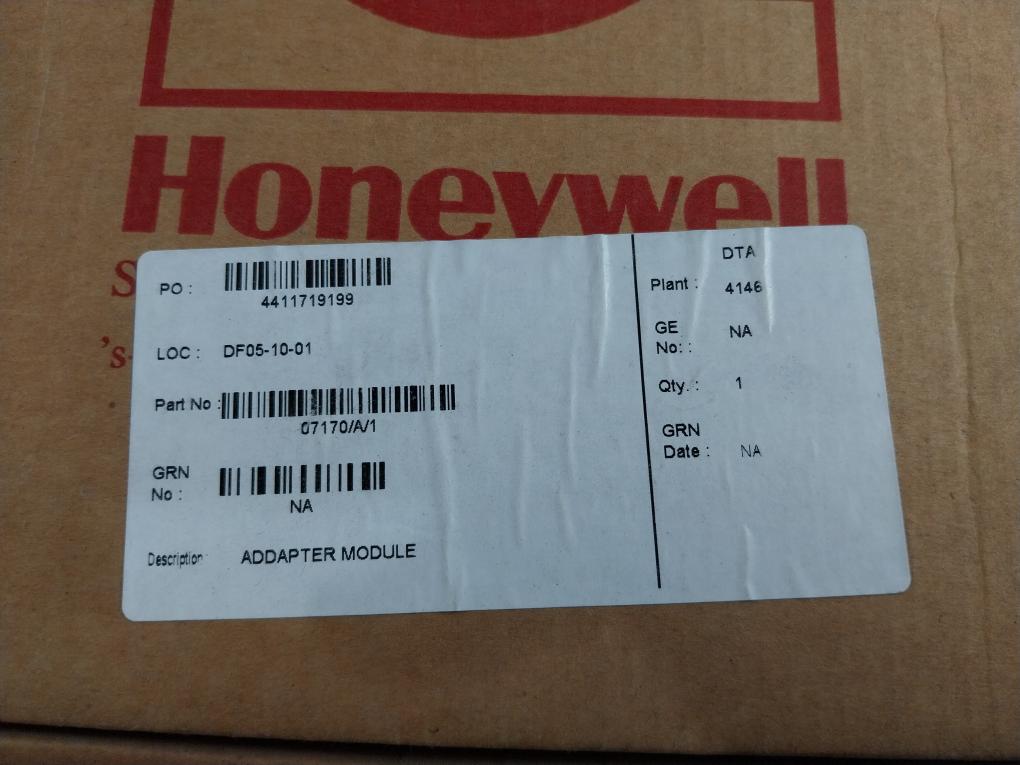 Honeywell
S
's-
PO : 4411719199
LOC : DF05-10-01
Part No : 07170/A/1
GRN
No : NA
Description ADDAPTER MODULE
DTA
Plant : 4146
GE NA
No: :
Qty. : 1
GRN
Date : NA